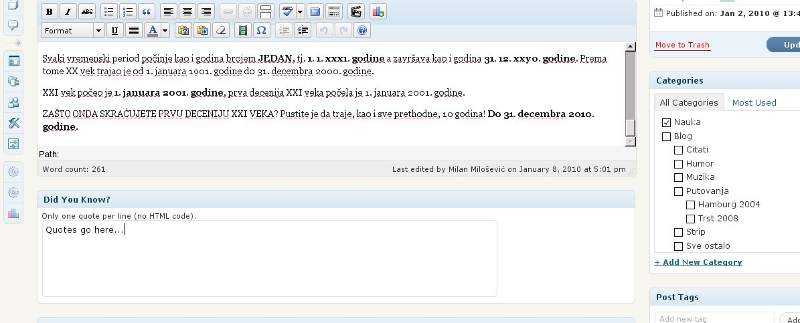 Published on: Jan 2, 2010 @ 13:4
Format
Svaki vremenski period počinje kao i godina brojem JEDAN, tj. 1. 1. xxx1. godine a završava kao i godina 31. 12. xxy0. godine. Prema
tome XX vek trajao je od 1. januara 1901. godine do 31. decembra 2000. godine.
XXI vek počeo je 1. januara 2001. godine, prva decenija XXI veka počela je 1. januara 2001. godine.
ZAŠTO ONDA SKRAĆUJETE PRVU DECENIJU XXI VEKA? Pustite je da traje, kao i sve prethodne, 10 godina! Do 31. decembra 2010.
godine.
Path:
Word count: 261
Last edited by Milan Milošević on January 8, 2010 at 5:01 pm
Did You Know?
Only one quote per line (no HTML code).
Quotes go here...
Move to Trash
Upd
Categories
All Categories
Most Used
Nauka
Blog
Citati
Humor
Muzika
Putovanja
Hamburg 2004
Trst 2008
Strip
Sve ostalo
+ Add New Category
Post Tags
Add new tag
Add